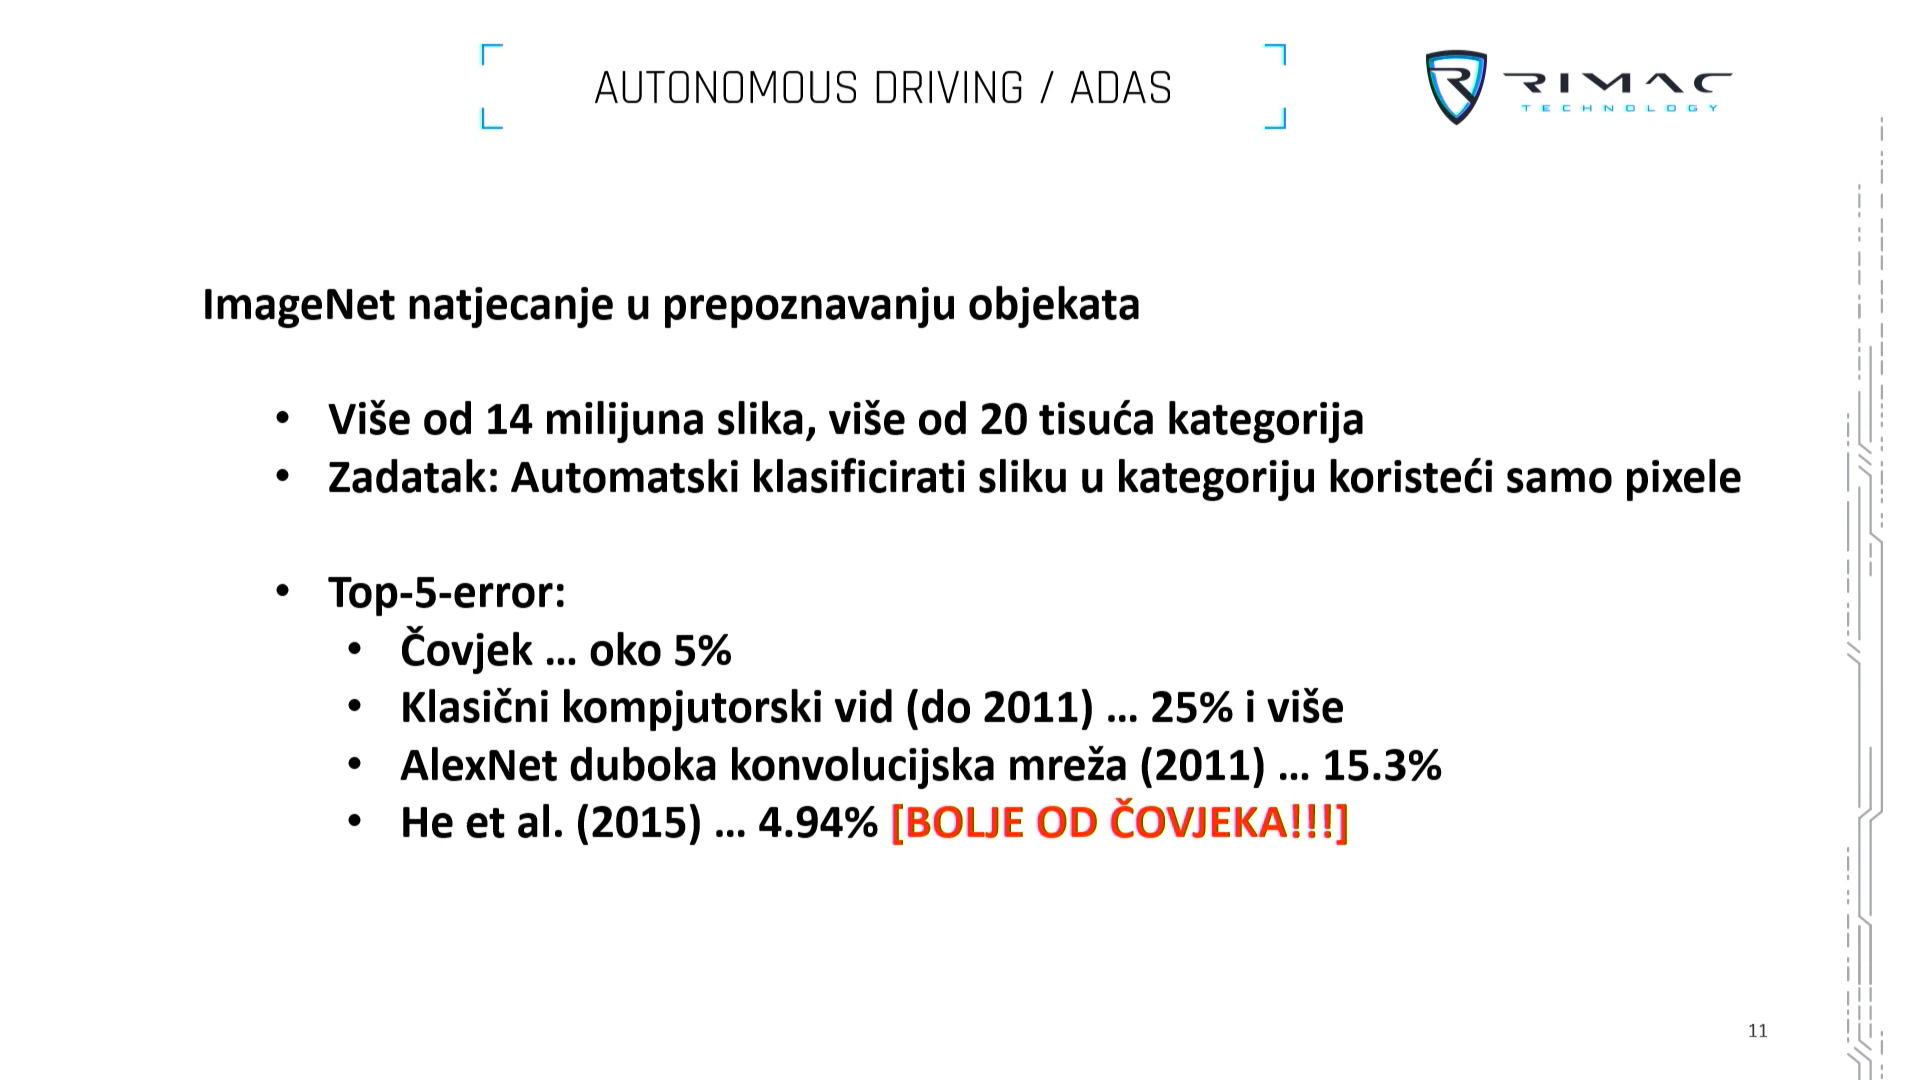 AUTONOMOUS DRIVING / ADAS
RIMAC
TECHNOLOGY
ImageNet natjecanje u prepoznavanju objekata
• Više od 14 milijuna slika, više od 20 tisuća kategorija
• Zadatak: Automatski klasificirati sliku u kategoriju koristeći samo pixele
• Top-5-error:
• Čovjek … oko 5%
• Klasični kompjutorski vid (do 2011) … 25% i više
• AlexNet duboka konvolucijska mreža (2011) … 15.3%
• He et al. (2015) … 4.94% [BOLJE OD ČOVJEKA!!!]
11